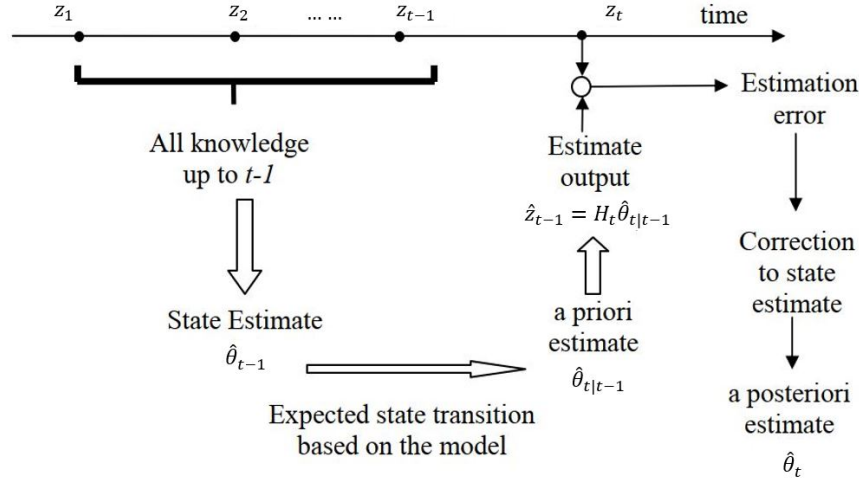 z₁ z₂ … … zₜ₋₁ zₜ time
All knowledge
up to t-1
State Estimate
θ̂ₜ₋₁
Expected state transition
based on the model
Estimate
output
ẑₜ₋₁ = Hₜθ̂ₜ|ₜ₋₁
a priori
estimate
θ̂ₜ|ₜ₋₁
Estimation
error
Correction
to state
estimate
a posteriori
estimate
θ̂ₜ